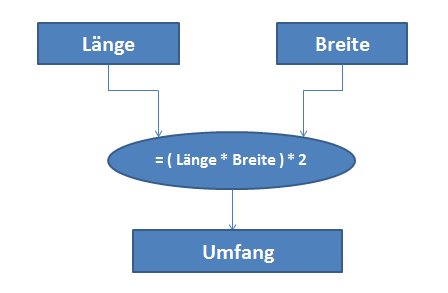 Länge
Breite
= ( Länge * Breite ) * 2
Umfang